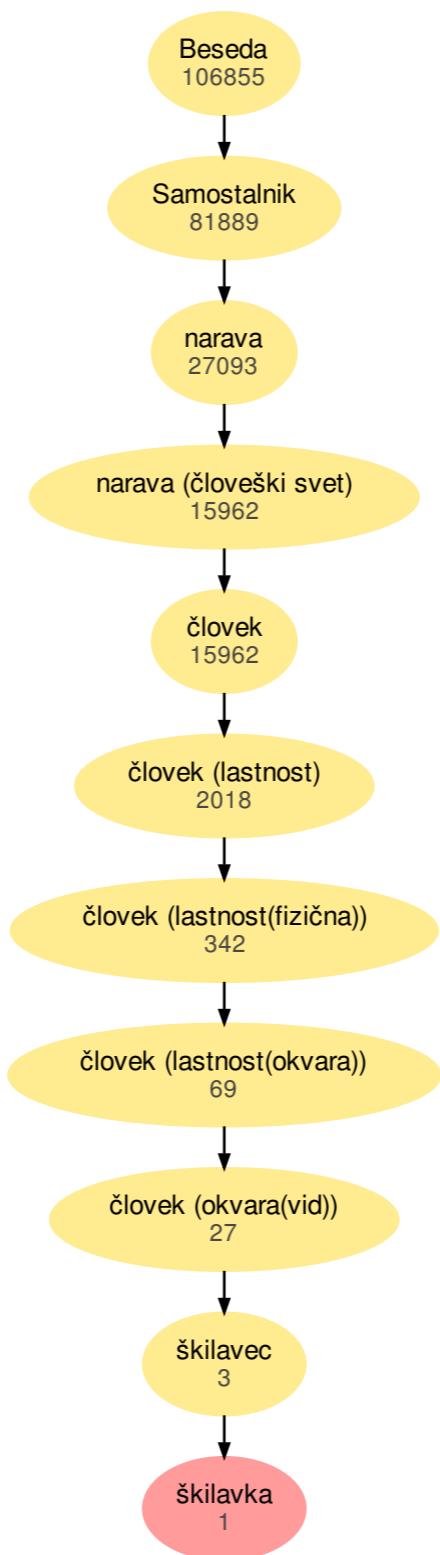 Beseda
106855
Samostalnik
81889
narava
27093
narava (človeški svet)
15962
človek
15962
človek (lastnost)
2018
človek (lastnost(fizična))
342
človek (lastnost(okvara))
69
človek (okvara(vid))
27
škilavec
3
škilavka
1